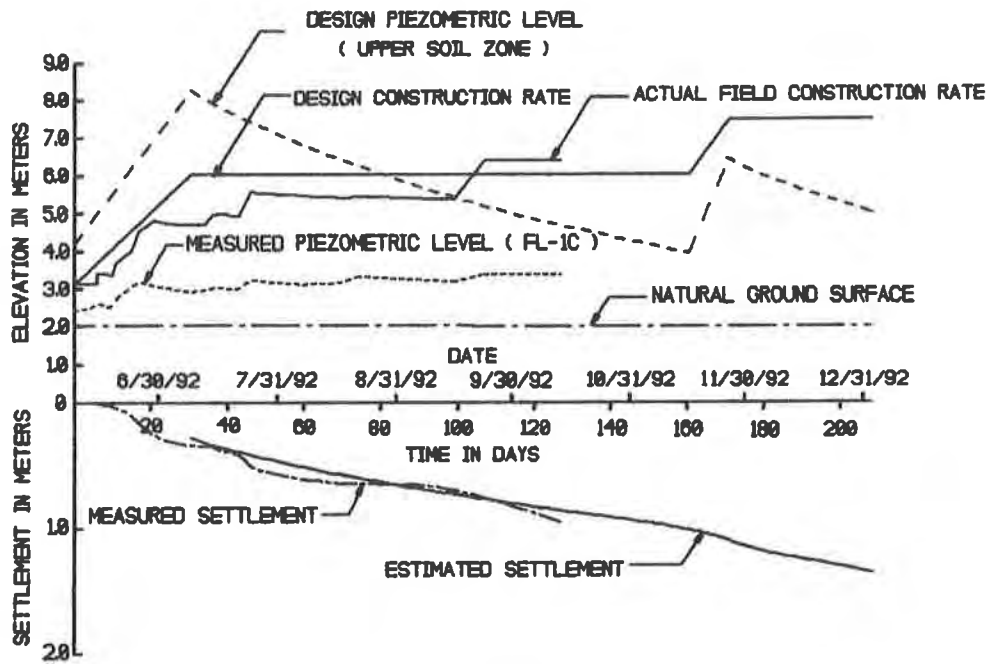 DESIGN PIEZOMETRIC LEVEL
( UPPER SOIL ZONE )
DESIGN CONSTRUCTION RATE
ACTUAL FIELD CONSTRUCTION RATE
MEASURED PIEZOMETRIC LEVEL ( FL-1C )
NATURAL GROUND SURFACE
ELEVATION IN METERS
9.0
8.0
7.0
6.0
5.0
4.0
3.0
2.0
1.0
0
DATE
6/30/92 7/31/92 8/31/92 9/30/92 10/31/92 11/30/92 12/31/92
20 40 60 80 100 120 140 160 180 200
TIME IN DAYS
SETTLEMENT IN METERS
MEASURED SETTLEMENT
1.0
ESTIMATED SETTLEMENT
2.0